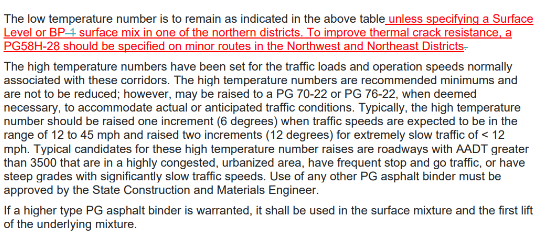 The low temperature number is to remain as indicated in the above table unless specifying a Surface
Level or BP-1 surface mix in one of the northern districts. To improve thermal crack resistance, a
PG58H-28 should be specified on minor routes in the Northwest and Northeast Districts.
The high temperature numbers have been set for the traffic loads and operation speeds normally
associated with these corridors. The high temperature numbers are recommended minimums and
are not to be reduced; however, may be raised to a PG 70-22 or PG 76-22, when deemed
necessary, to accommodate actual or anticipated traffic conditions. Typically, the high temperature
number should be raised one increment (6 degrees) when traffic speeds are expected to be in the
range of 12 to 45 mph and raised two increments (12 degrees) for extremely slow traffic of < 12
mph. Typical candidates for these high temperature number raises are roadways with AADT greater
than 3500 that are in a highly congested, urbanized area, have frequent stop and go traffic, or have
steep grades with significantly slow traffic speeds. Use of any other PG asphalt binder must be
approved by the State Construction and Materials Engineer.
If a higher type PG asphalt binder is warranted, it shall be used in the surface mixture and the first lift
of the underlying mixture.